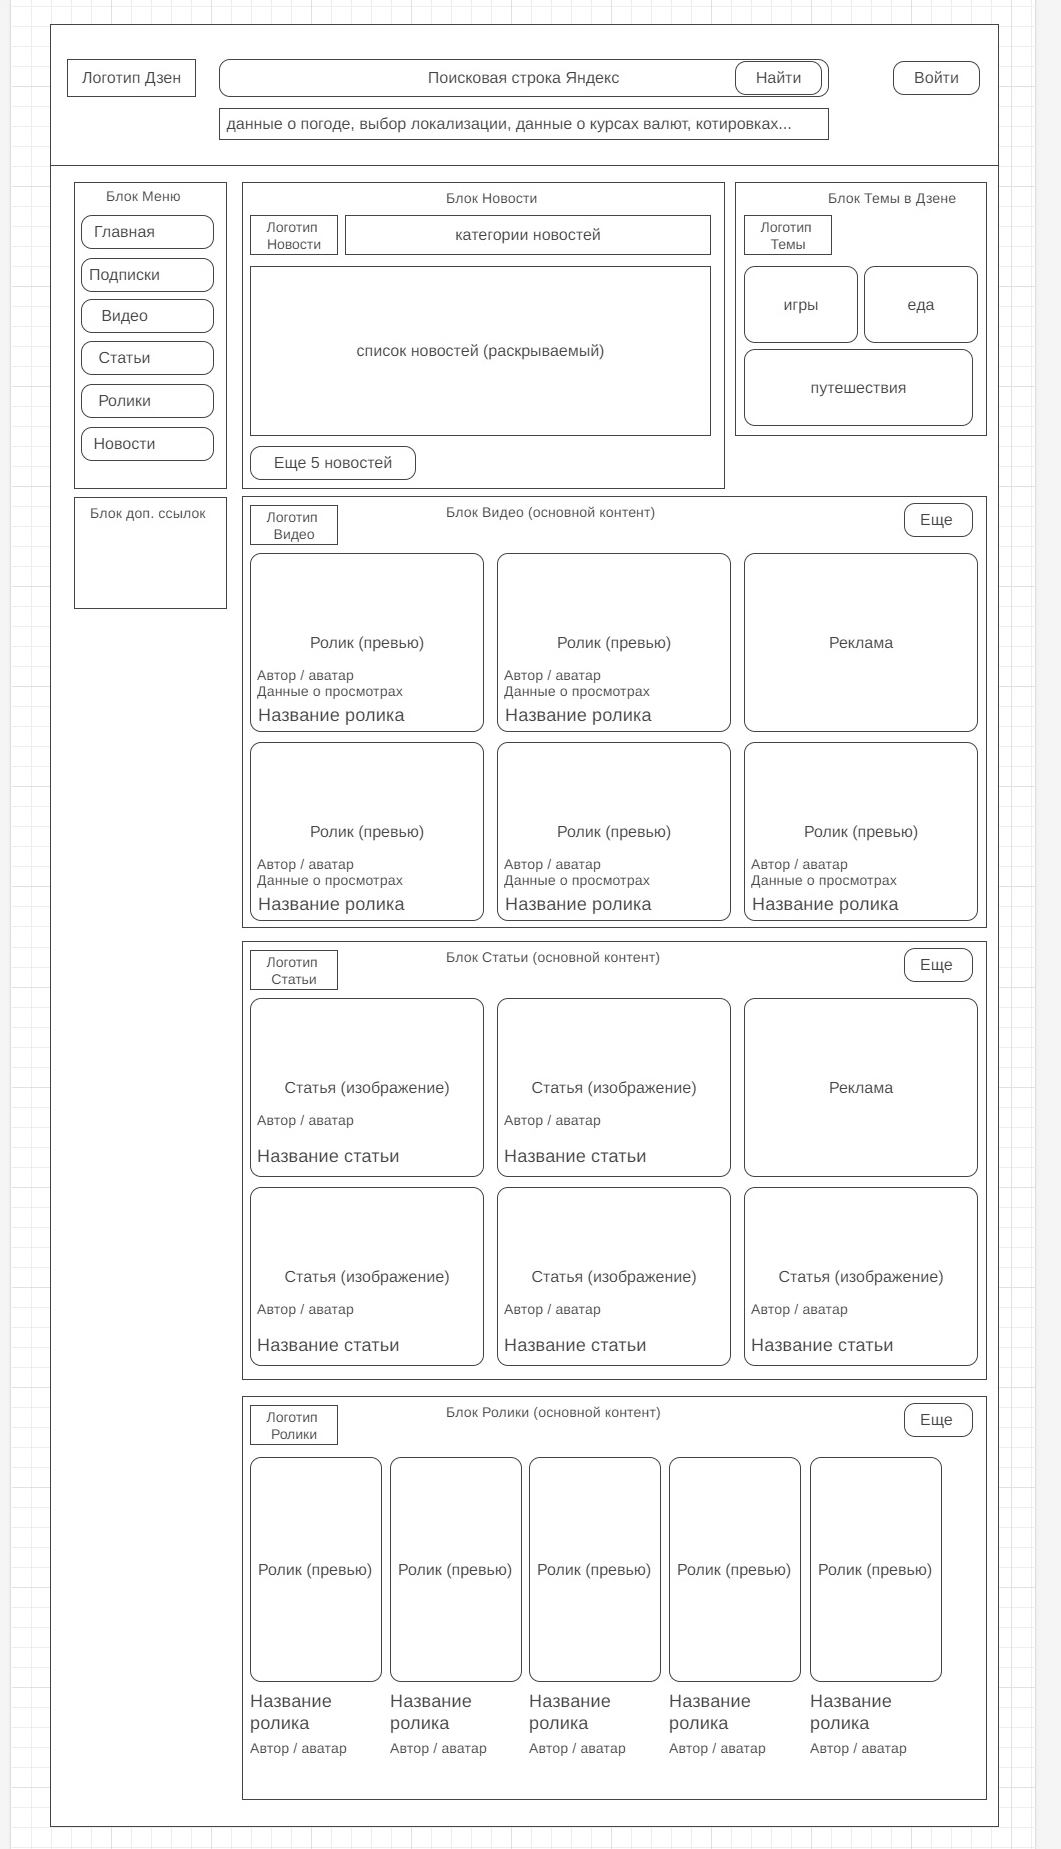 Логотип Дзен
Поисковая строка Яндекс
Найти
Войти
данные о погоде, выбор локализации, данные о курсах валют, котировках...
Блок Меню
Главная
Подписки
Видео
Статьи
Ролики
Новости
Блок доп. ссылок
Блок Новости
Логотип
Новости
категории новостей
список новостей (раскрываемый)
Еще 5 новостей
Блок Темы в Дзене
Логотип
Темы
игры
еда
путешествия
Логотип
Видео
Блок Видео (основной контент)
Еще
Ролик (превью)
Автор / аватар
Данные о просмотрах
Название ролика
Ролик (превью)
Автор / аватар
Данные о просмотрах
Название ролика
Реклама
Ролик (превью)
Автор / аватар
Данные о просмотрах
Название ролика
Ролик (превью)
Автор / аватар
Данные о просмотрах
Название ролика
Ролик (превью)
Автор / аватар
Данные о просмотрах
Название ролика
Логотип
Статьи
Блок Статьи (основной контент)
Еще
Статья (изображение)
Автор / аватар
Название статьи
Статья (изображение)
Автор / аватар
Название статьи
Реклама
Статья (изображение)
Автор / аватар
Название статьи
Статья (изображение)
Автор / аватар
Название статьи
Статья (изображение)
Автор / аватар
Название статьи
Логотип
Ролики
Блок Ролики (основной контент)
Еще
Ролик (превью)
Название
ролика
Автор / аватар
Ролик (превью)
Название
ролика
Автор / аватар
Ролик (превью)
Название
ролика
Автор / аватар
Ролик (превью)
Название
ролика
Автор / аватар
Ролик (превью)
Название
ролика
Автор / аватар